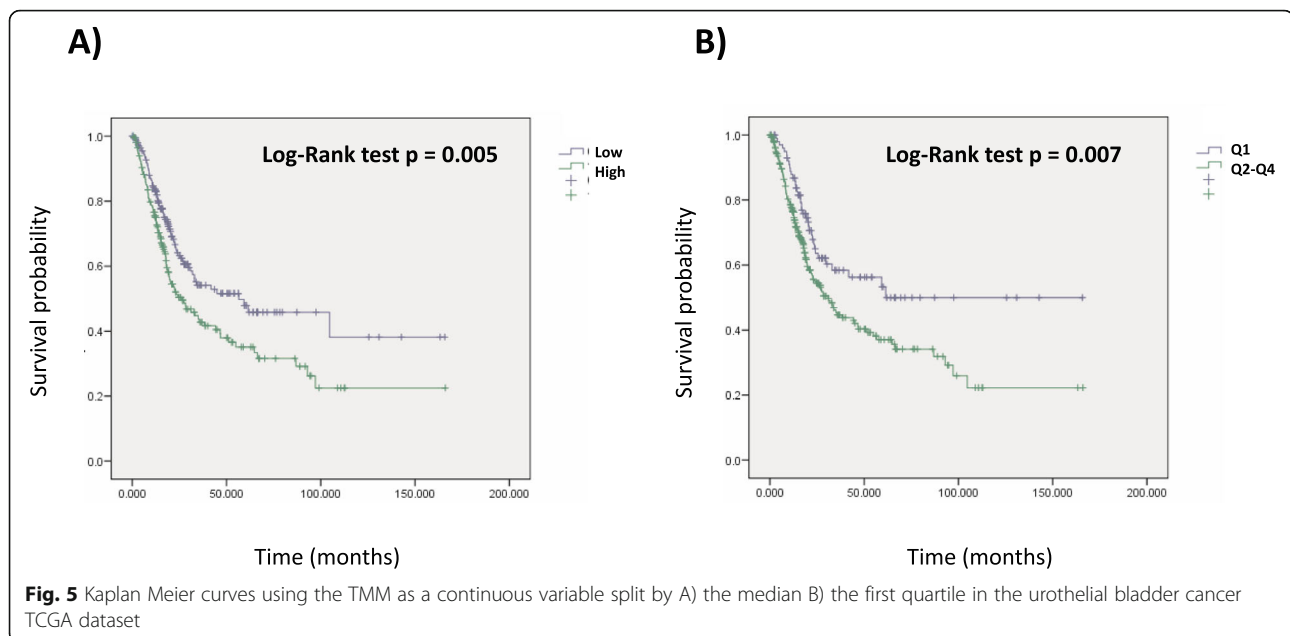 A)
B)
Log-Rank test p = 0.005
Low
High
Log-Rank test p = 0.007
Q1
Q2-Q4
Survival probability
1.0
0.8
0.6
0.4
0.2
0.0
0.000 50.000 100.000 150.000 200.000
Time (months)
Survival probability
1.0
0.8
0.6
0.4
0.2
0.0
0.000 50.000 100.000 150.000 200.000
Time (months)
Fig. 5 Kaplan Meier curves using the TMM as a continuous variable split by A) the median B) the first quartile in the urothelial bladder cancer
TCGA dataset